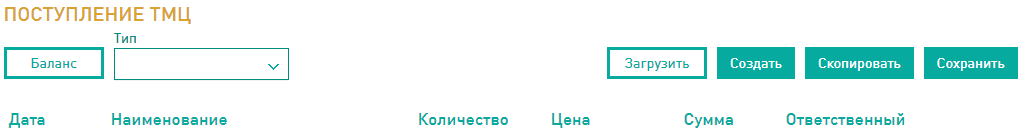 ПОСТУПЛЕНИЕ ТМЦ
Тип
Баланс Загрузить Создать Скопировать Сохранить
Дата Наименование Количество Цена Сумма Ответственный